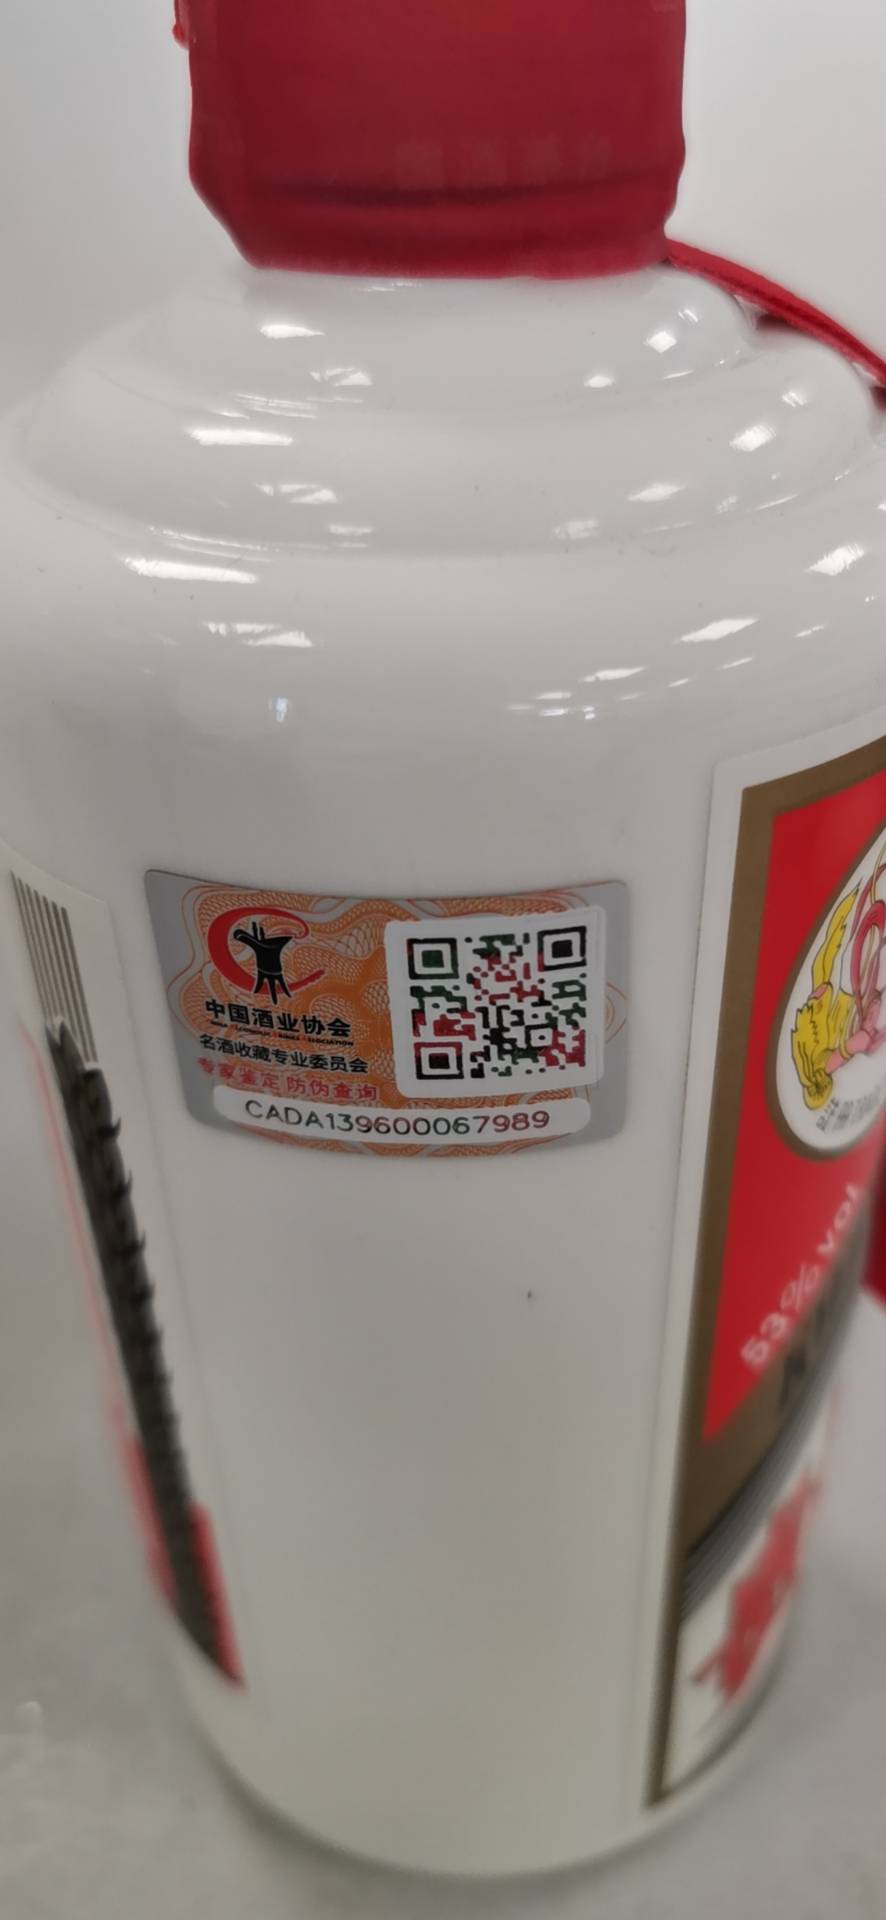 中国酒业协会
名酒收藏专业委员会
专家鉴定 防伪查询
CADA139600067989
53% vol